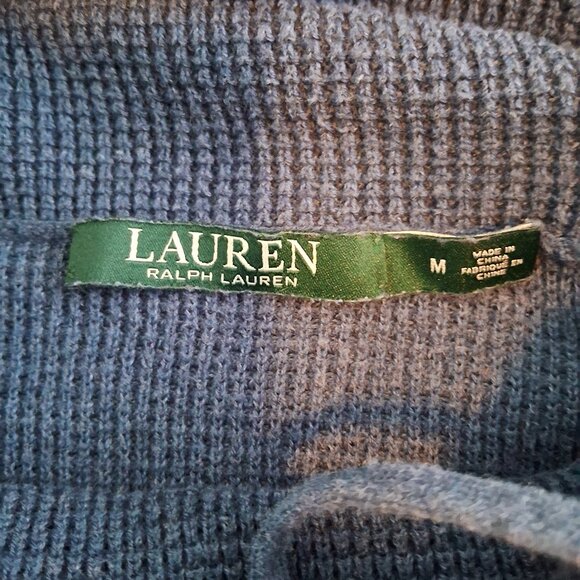 LAUREN
RALPH LAUREN
M
MADE IN
CHINA
FABRIQUÉ EN
CHINE